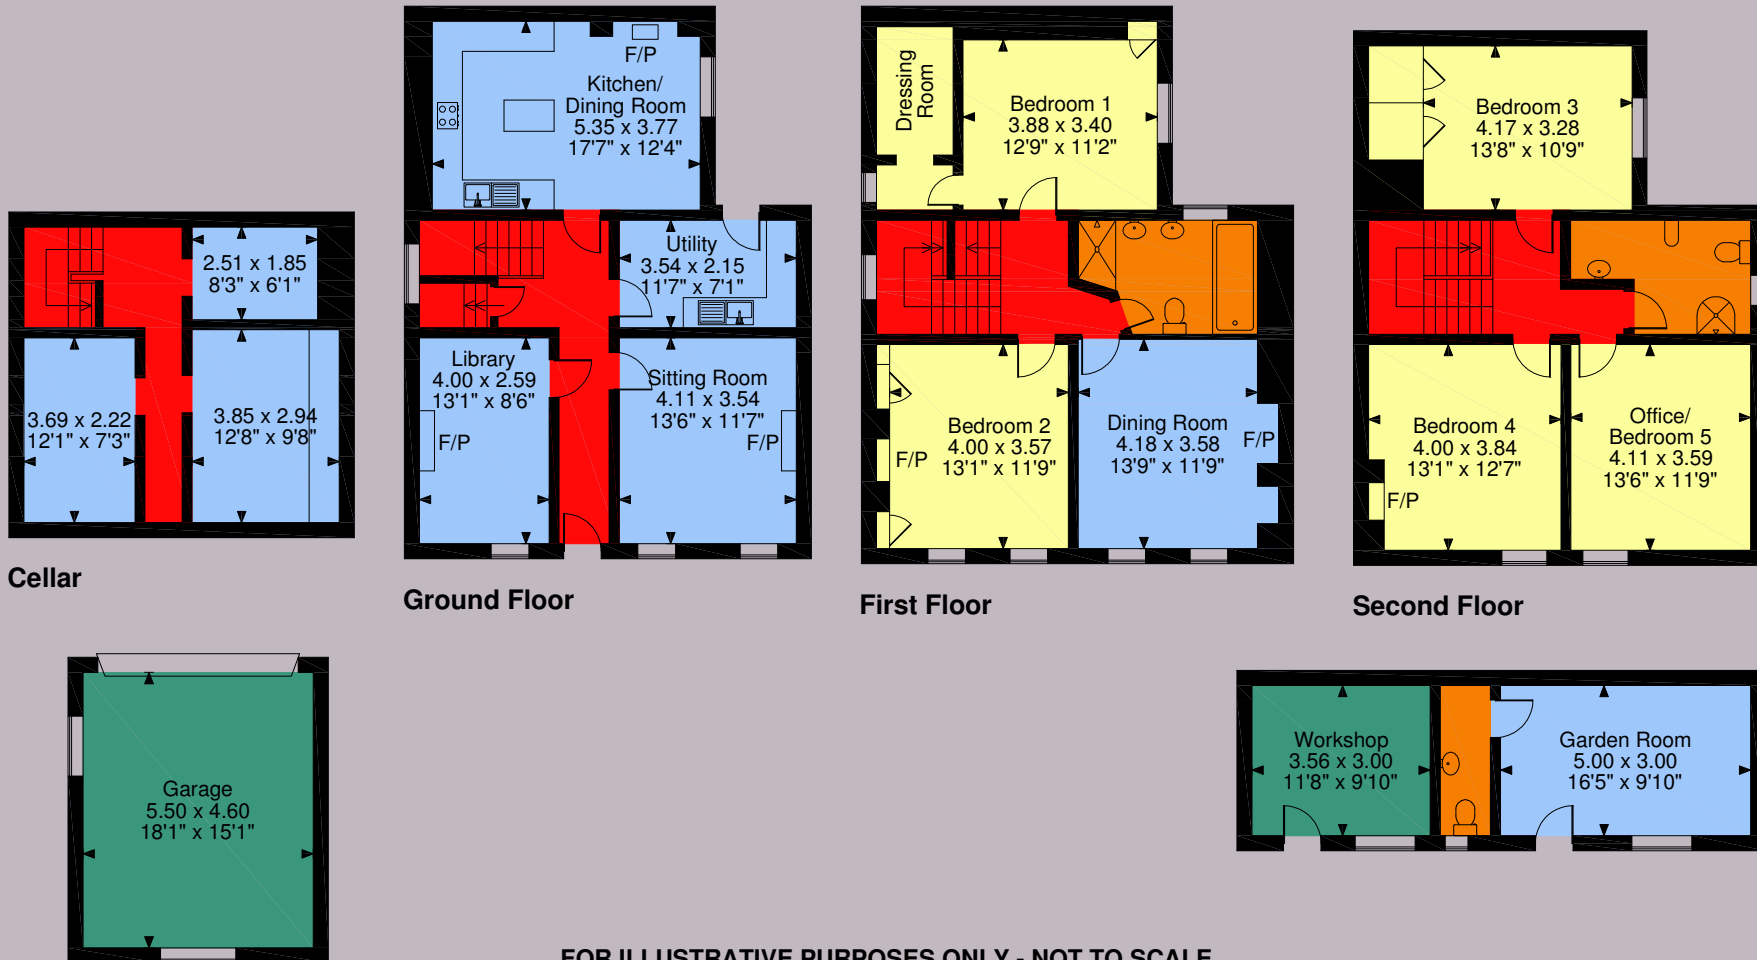 2.51 x 1.85
8'3" x 6'1"
3.69 x 2.22
12'1" x 7'3"
3.85 x 2.94
12'8" x 9'8"
Cellar
F/P
Kitchen/
Dining Room
5.35 x 3.77
17'7" x 12'4"
Utility
3.54 x 2.15
11'7" x 7'1"
Library
4.00 x 2.59
13'1" x 8'6"
F/P
Sitting Room
4.11 x 3.54
13'6" x 11'7"
F/P
Ground Floor
Dressing
Room
Bedroom 1
3.88 x 3.40
12'9" x 11'2"
Bedroom 2
4.00 x 3.57
13'1" x 11'9"
F/P
Dining Room
4.18 x 3.58
13'9" x 11'9"
F/P
First Floor
Bedroom 3
4.17 x 3.28
13'8" x 10'9"
Bedroom 4
4.00 x 3.84
13'1" x 12'7"
F/P
Office/
Bedroom 5
4.11 x 3.59
13'6" x 11'9"
Second Floor
Garage
5.50 x 4.60
18'1" x 15'1"
Workshop
3.56 x 3.00
11'8" x 9'10"
Garden Room
5.00 x 3.00
16'5" x 9'10"
FOR ILLUSTRATIVE PURPOSES ONLY - NOT TO SCALE